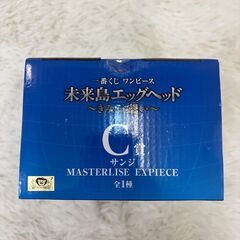 一番くじ ワンピース
未来島エッグヘッド
C賞
サンジ
MASTERLISE EXPIECE
全1種